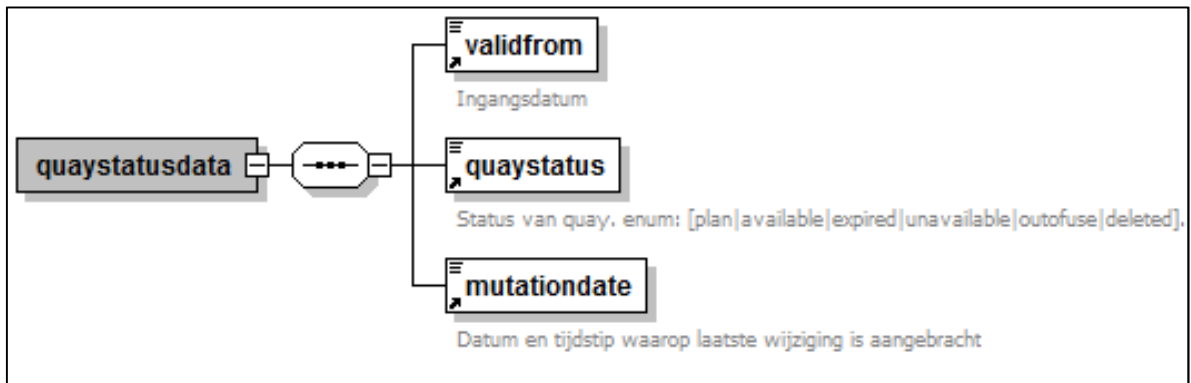 validfrom
Ingangsdatum
quaystatusdata
quaystatus
Status van quay. enum: [plan|available|expired|unavailable|outofuse|deleted].
mutationdate
Datum en tijdstip waarop laatste wijziging is aangebracht